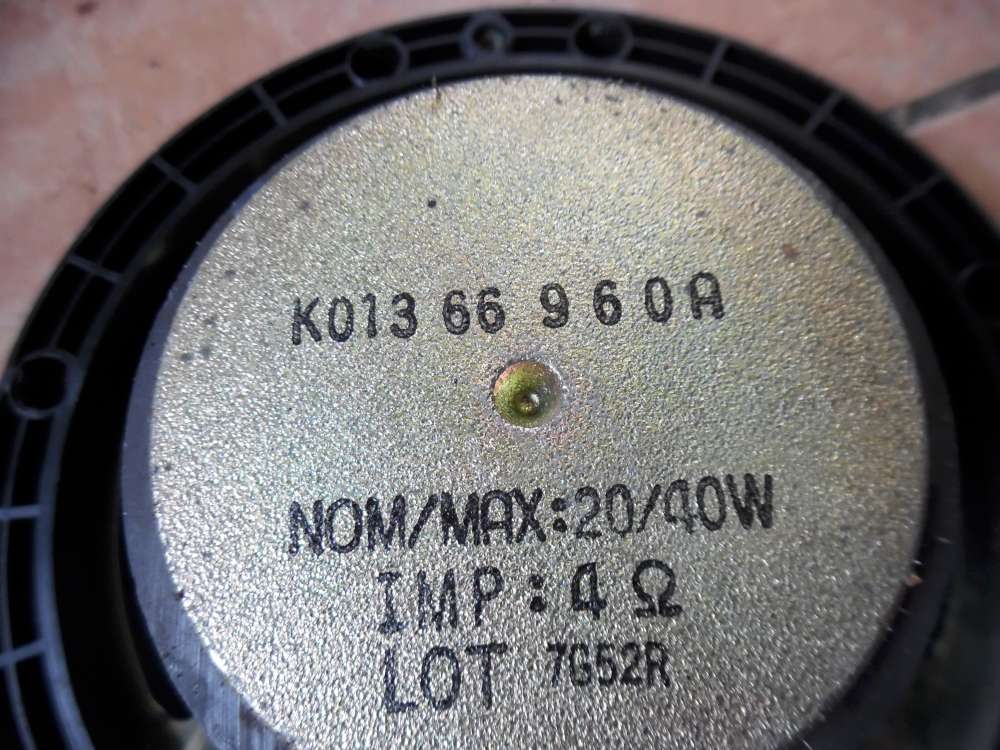 K013 66 960A
NOM/MAX:20/40W
IMP:4Ω
LOT 7G52R